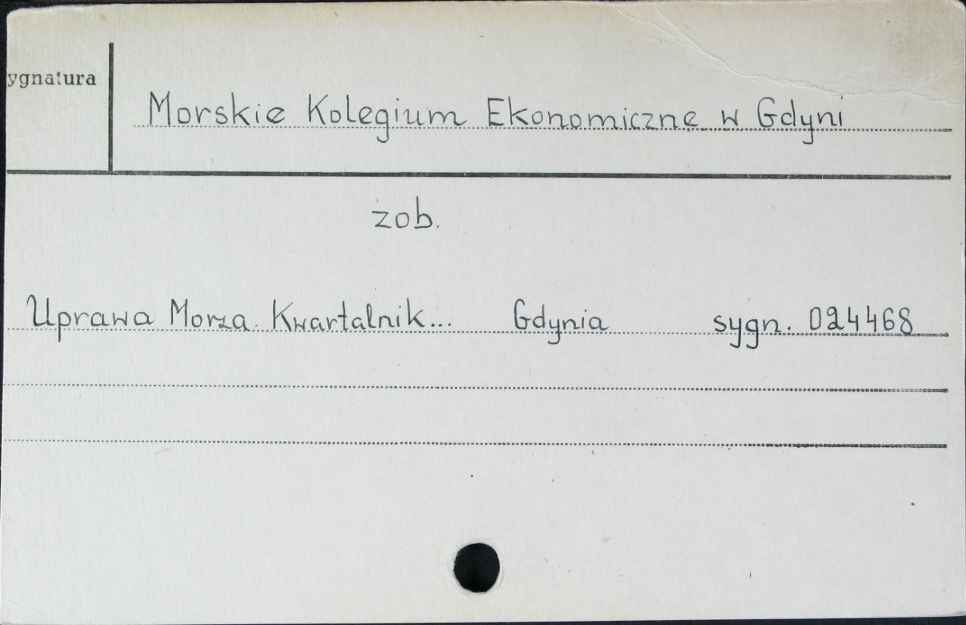 ygnatura
Morskie Kolegium Ekonomiczne w Gdyni
zob.
Uprawa Morza. Kwartalnik... Gdynia sygn. 024468